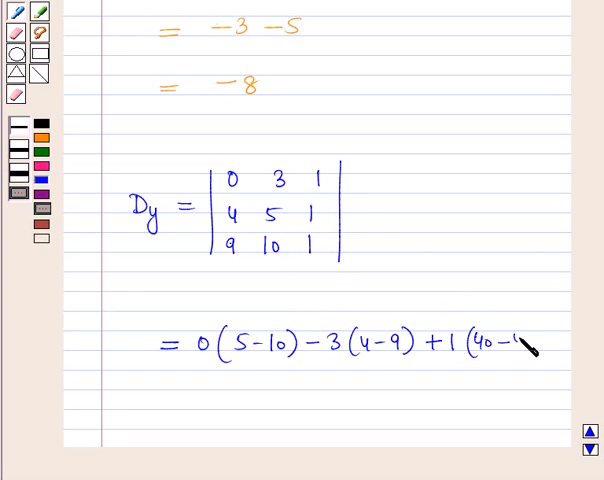 = -3 -5
= -8
Dy = | 0 3 1 |
| 4 5 1 |
| 9 10 1 |
= 0 (5-10) - 3 (4-9) + 1 (40-